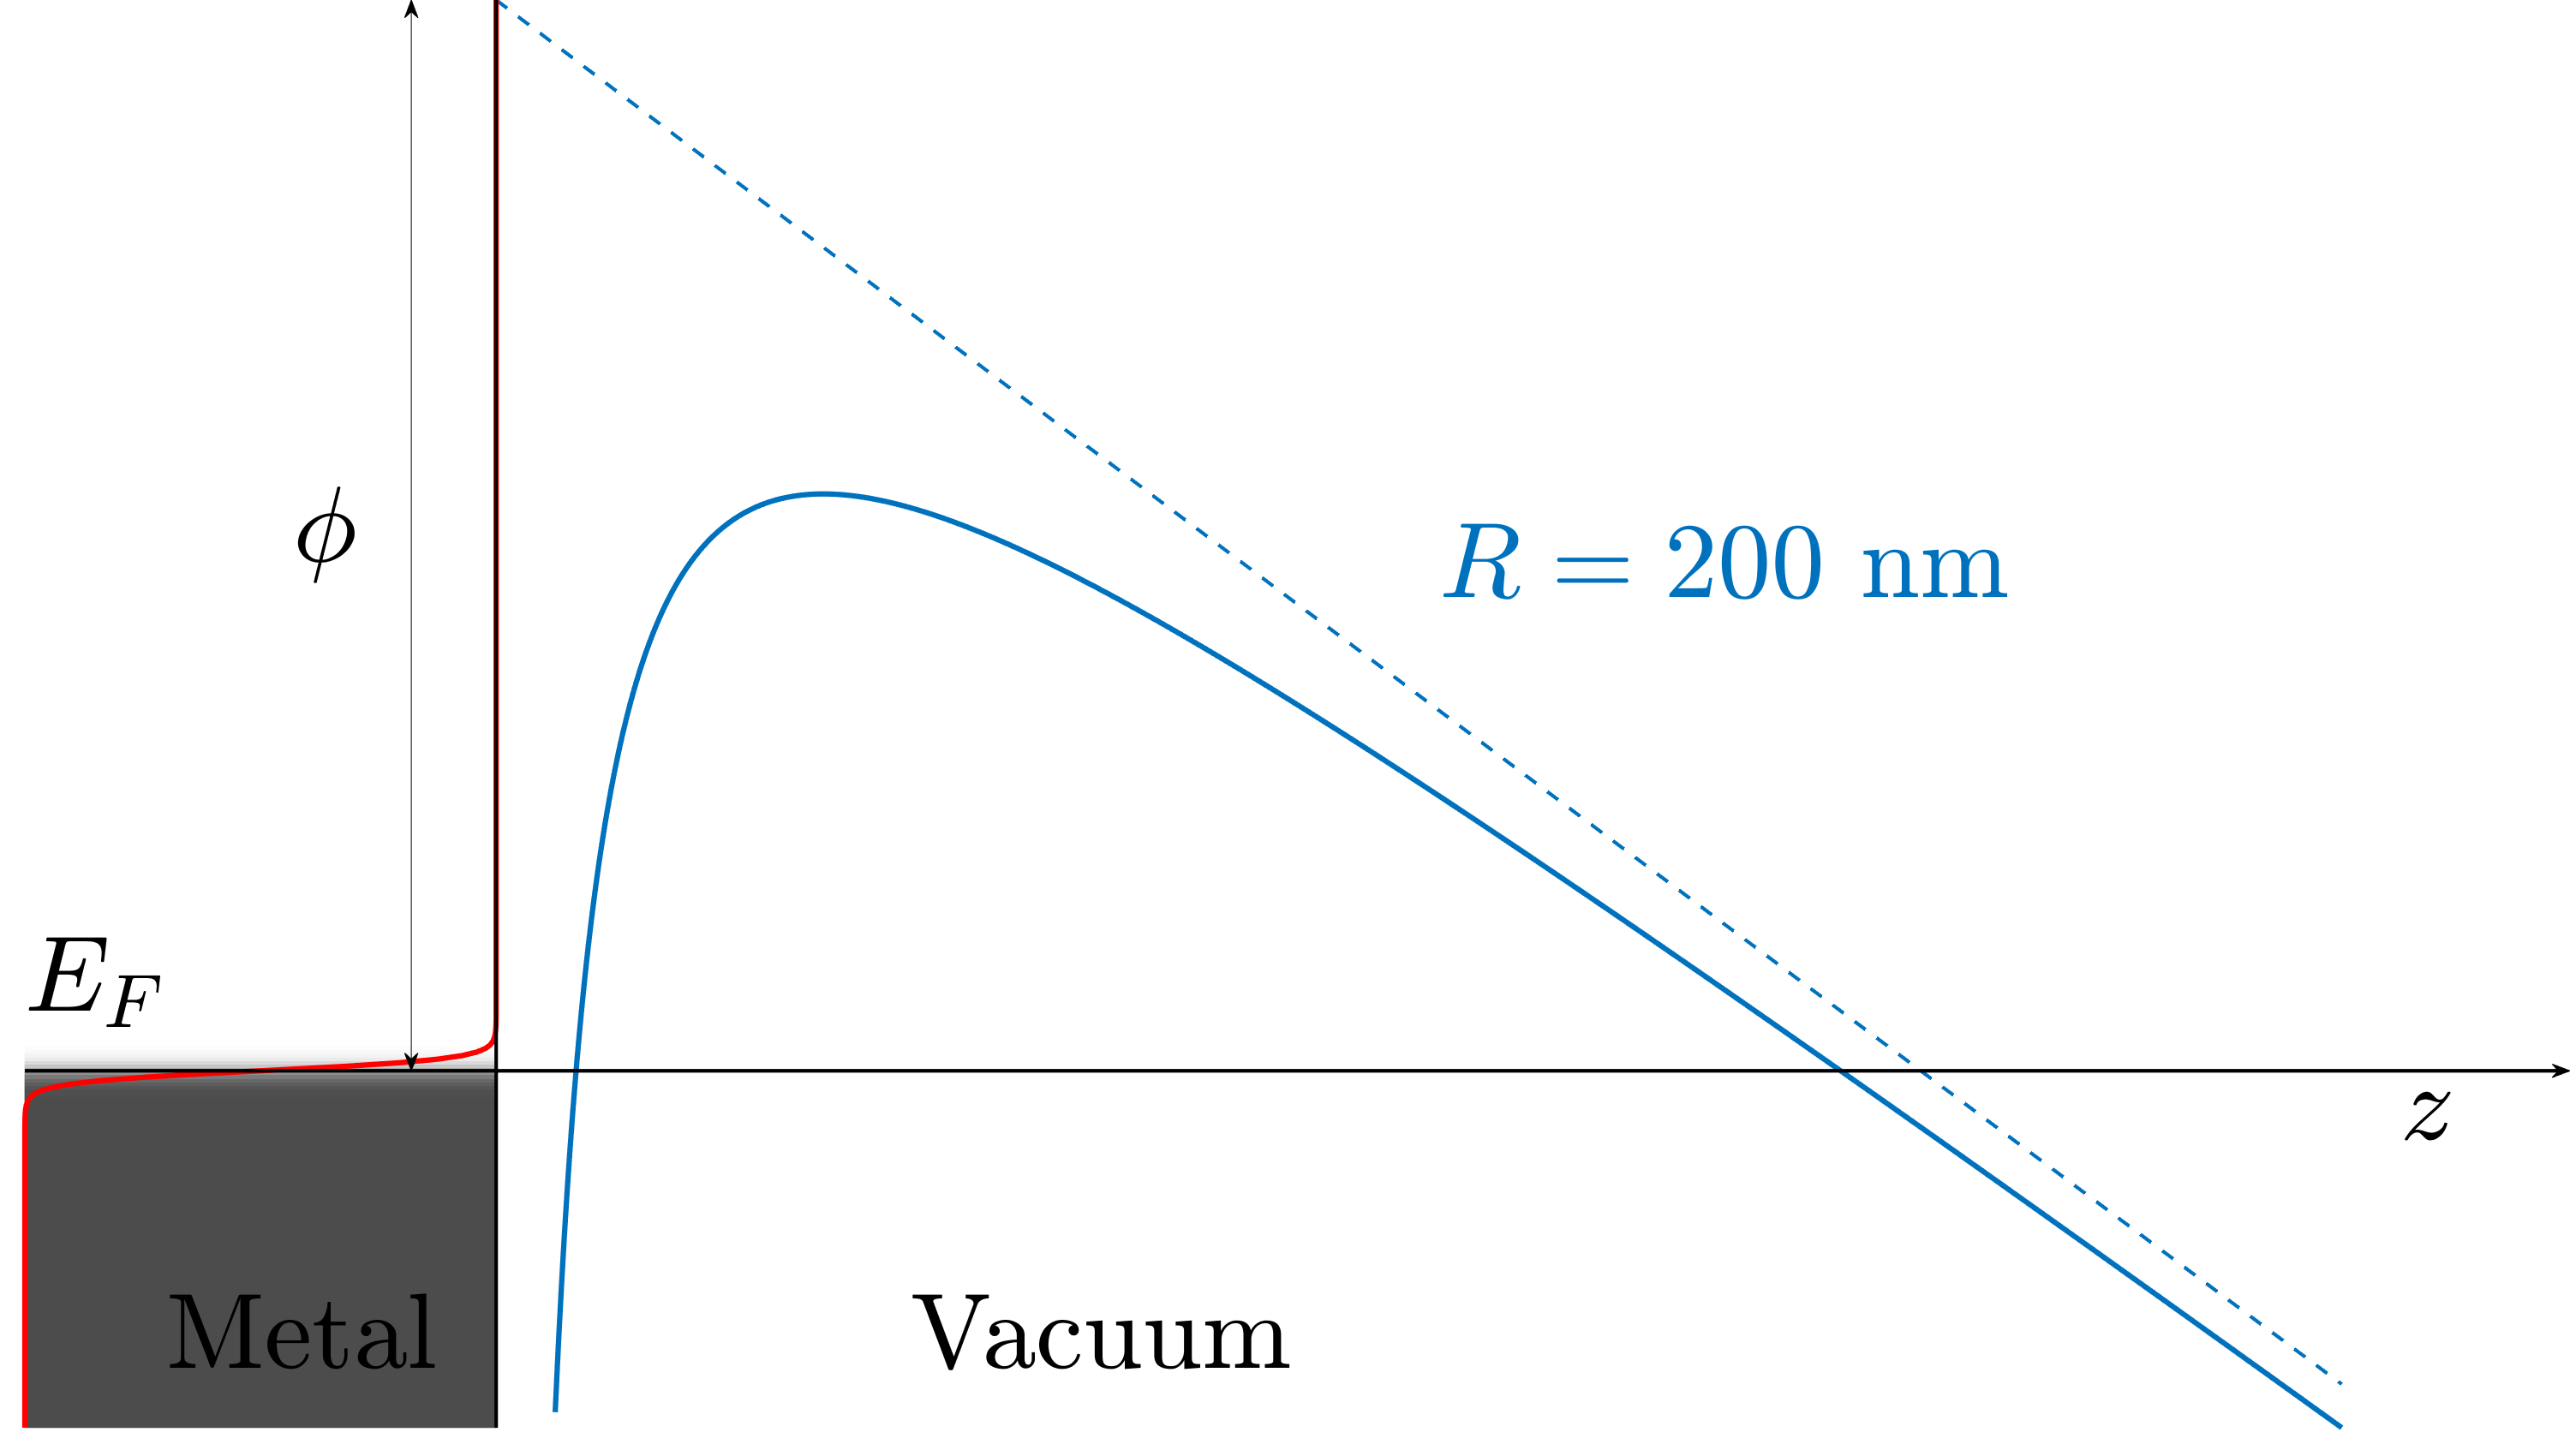 ϕ
R = 200 nm
E_F
z
Metal
Vacuum